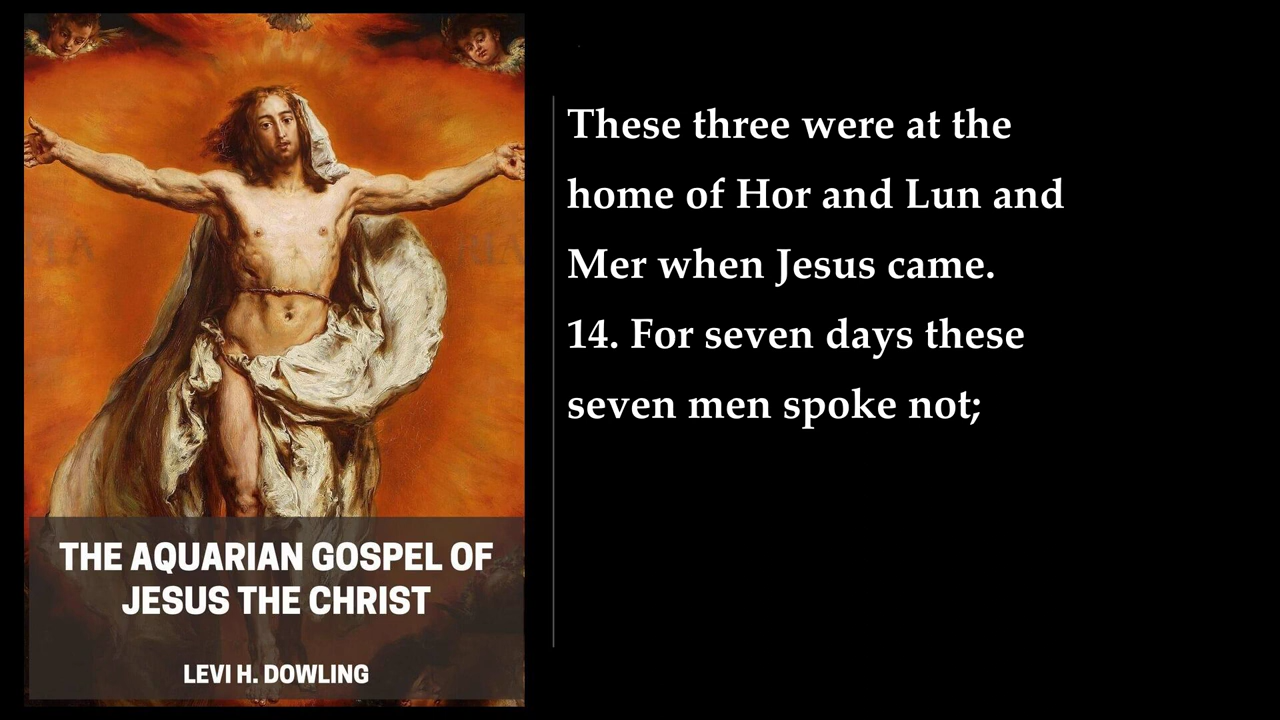 These three were at the
home of Hor and Lun and
Mer when Jesus came.
14. For seven days these
seven men spoke not;
THE AQUARIAN GOSPEL OF
JESUS THE CHRIST
LEVI H. DOWLING